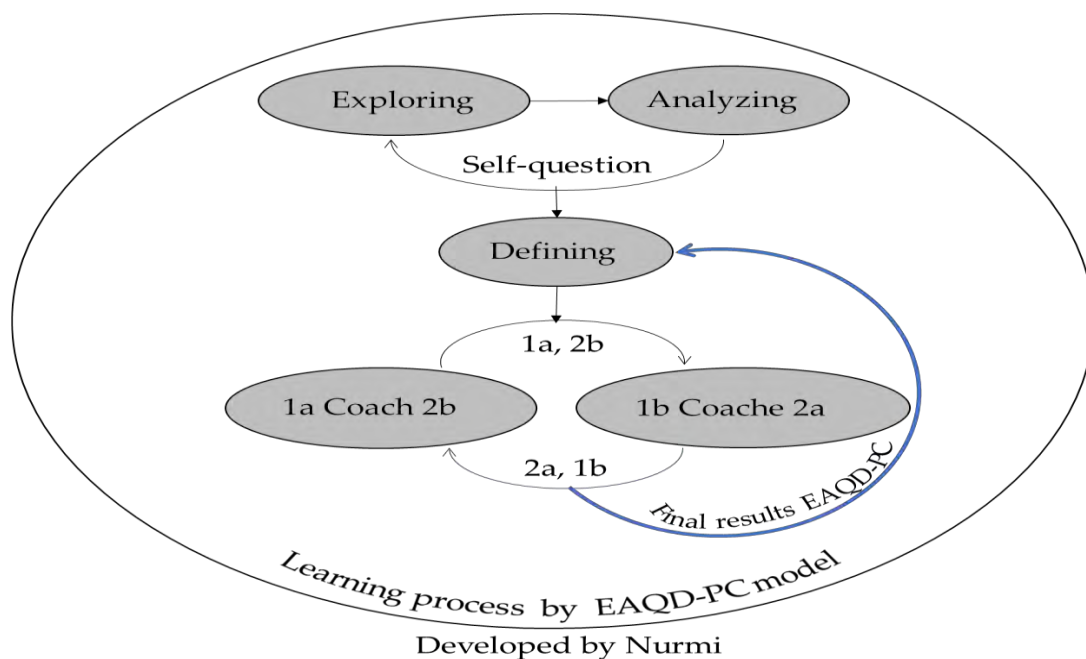 Exploring
Analyzing
Self-question
Defining
1a, 2b
1a Coach 2b
1b Coache 2a
2a, 1b
Final results EAQD-PC
Learning process by EAQD-PC model
Developed by Nurmi